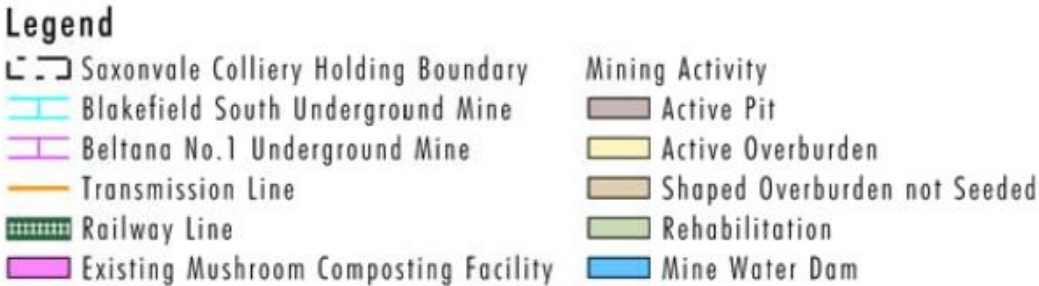 Legend
Saxonvale Colliery Holding Boundary
Blakefield South Underground Mine
Beltana No.1 Underground Mine
Transmission Line
Railway Line
Existing Mushroom Composting Facility
Mining Activity
Active Pit
Active Overburden
Shaped Overburden not Seeded
Rehabilitation
Mine Water Dam